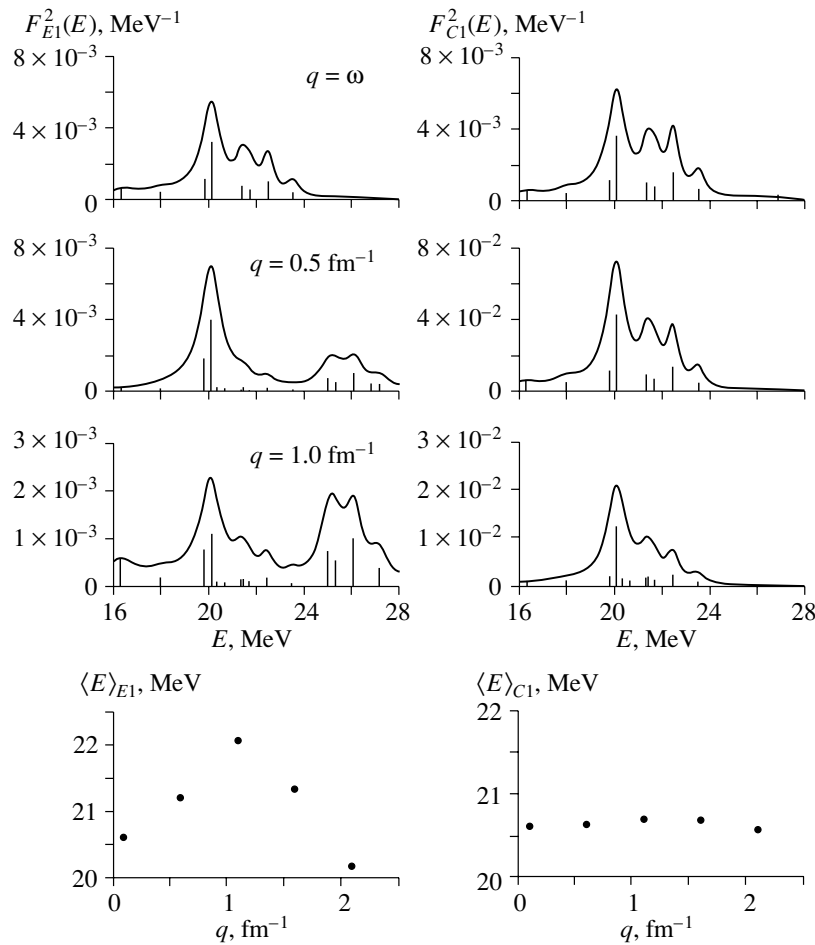 F²_{E1}(E), MeV⁻¹
8 × 10⁻³
4 × 10⁻³
0
q = ω
F²_{C1}(E), MeV⁻¹
8 × 10⁻³
4 × 10⁻³
0
8 × 10⁻³
4 × 10⁻³
0
q = 0.5 fm⁻¹
8 × 10⁻²
4 × 10⁻²
0
3 × 10⁻³
2 × 10⁻³
1 × 10⁻³
0
q = 1.0 fm⁻¹
16 20 24 28
E, MeV
3 × 10⁻²
2 × 10⁻²
1 × 10⁻²
0
16 20 24 28
E, MeV
⟨E⟩_{E1}, MeV
22
21
20
0 1 2
q, fm⁻¹
⟨E⟩_{C1}, MeV
22
21
20
0 1 2
q, fm⁻¹